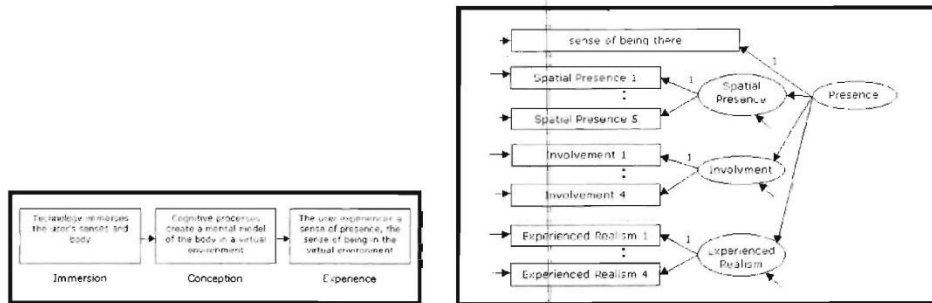 Technology immerses
the user's senses and
body
Cognitive processes
create a mental model
of the body in a virtual
environment
The user experiences a
sense of presence, the
sense of being in the
virtual environment
Immersion
Conception
Experience
sense of being there
1
Spatial Presence 1
1
Spatial
Presence
Presence
Spatial Presence 5
Involvement 1
1
Involvment
Involvement 4
Experienced Realism 1
1
Experienced
Realism
Experienced Realism 4